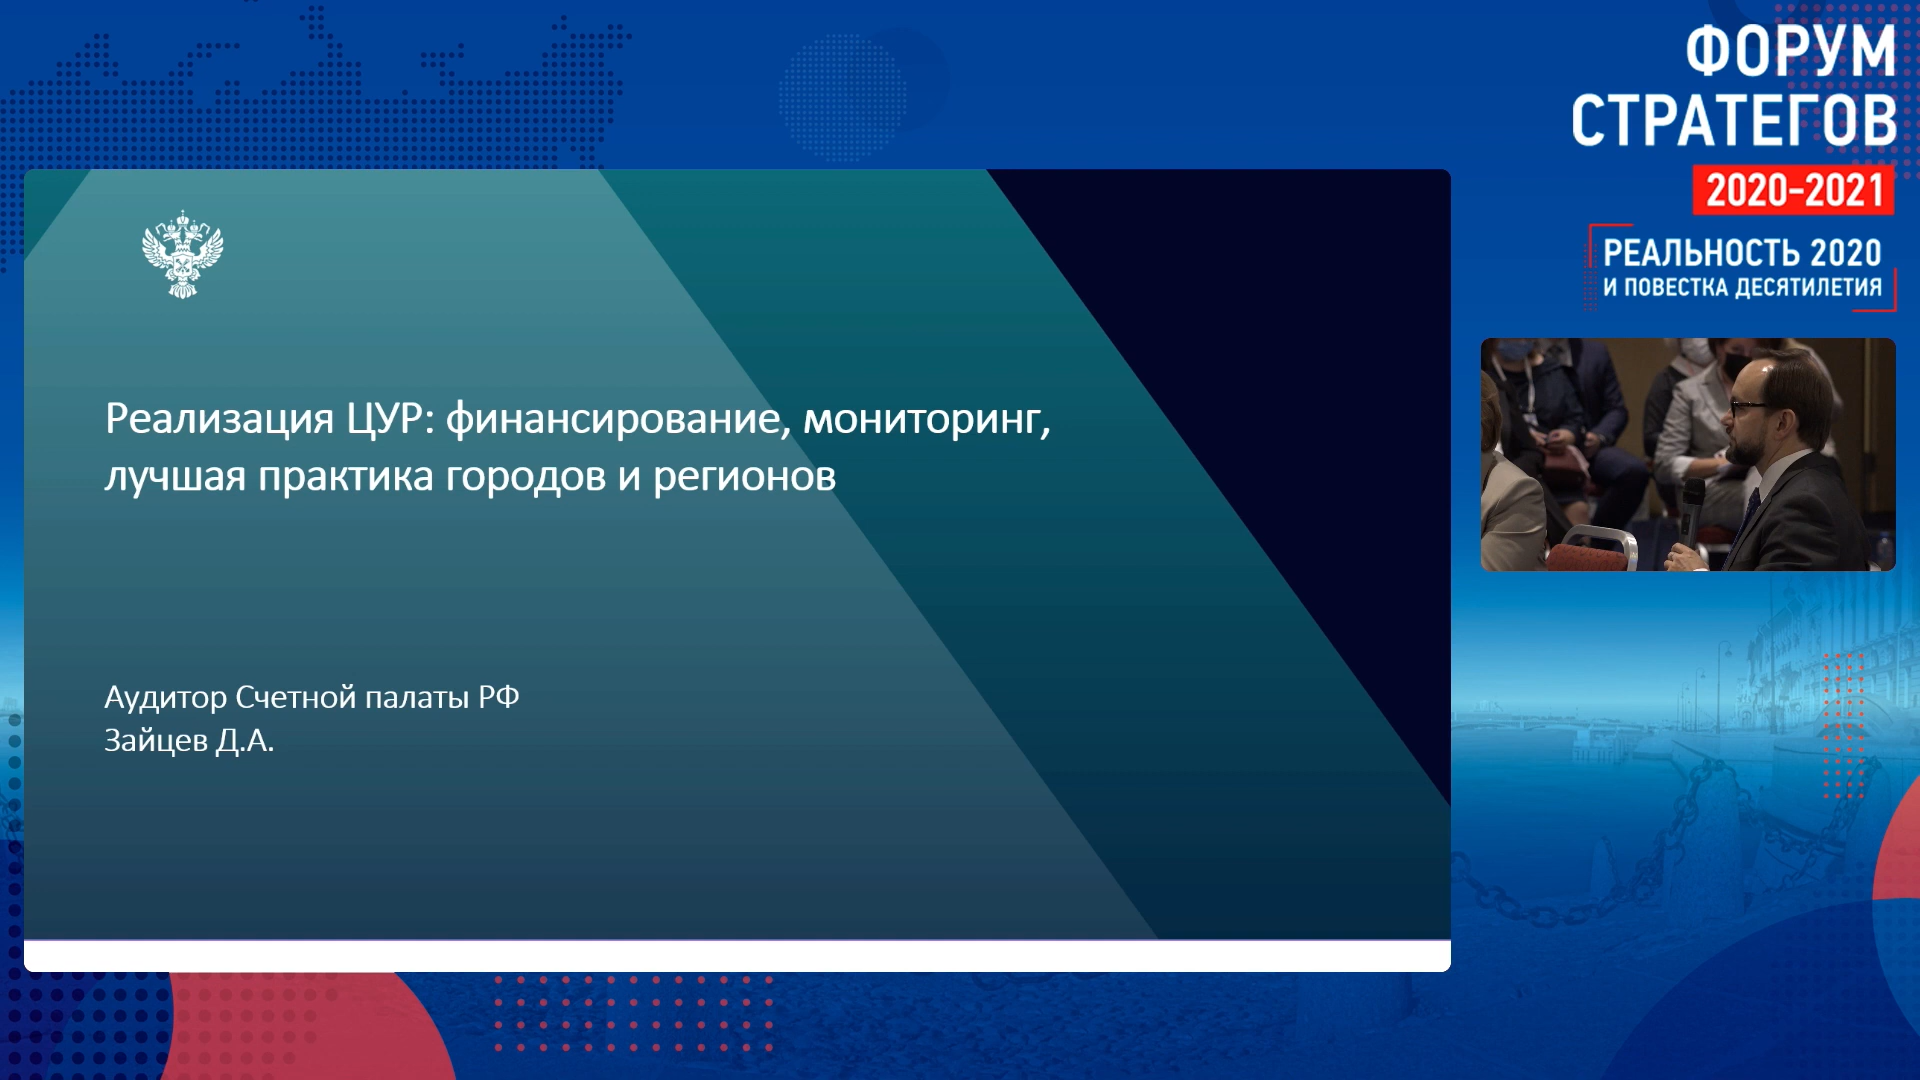 ФОРУМ
СТРАТЕГОВ
2020-2021
РЕАЛЬНОСТЬ 2020
И ПОВЕСТКА ДЕСЯТИЛЕТИЯ
Реализация ЦУР: финансирование, мониторинг,
лучшая практика городов и регионов
Аудитор Счетной палаты РФ
Зайцев Д.А.